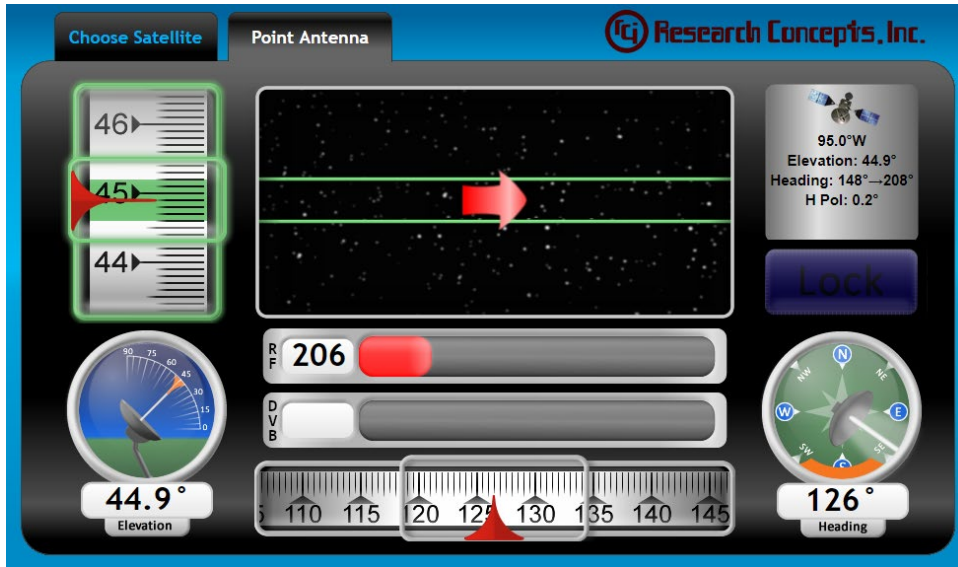 Choose Satellite
Point Antenna
rci Research Concepts, Inc.
46
45
44
95.0°W
Elevation: 44.9°
Heading: 148°→208°
H Pol: 0.2°
Lock
RF 206
DVB
90 75 60 45 30 15 0
44.9°
Elevation
110 115 120 125 130 135 140 145
N NE E SE S SW W NW
126°
Heading